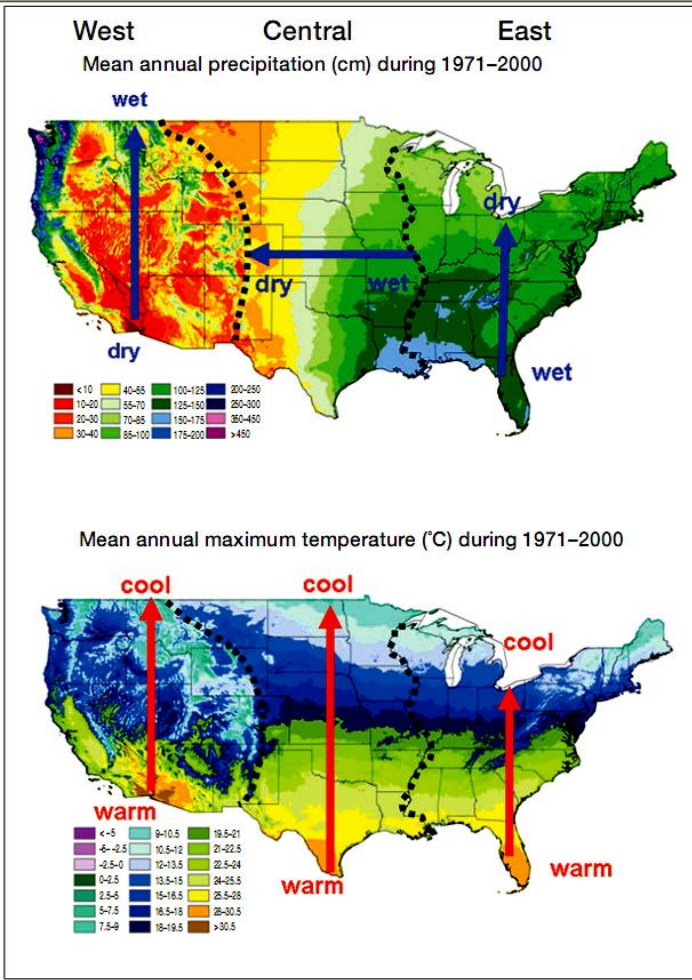 West Central East
Mean annual precipitation (cm) during 1971–2000
wet
dry
dry wet
dry
wet
<10 40-55 100-125 200-250
10-20 55-70 125-150 250-300
20-30 70-85 150-175 350-450
30-40 85-100 175-200 >450
Mean annual maximum temperature (°C) during 1971–2000
cool cool
cool
warm
warm
warm
<-5 9-10.5 19.5-21
-6--2.5 10.5-12 21-22.5
-2.5-0 12-13.5 22.5-24
0-2.5 13.5-15 24-25.5
2.5-5 15-16.5 25.5-28
5-7.5 16.5-18 28-30.5
7.5-9 18-19.5 >30.5